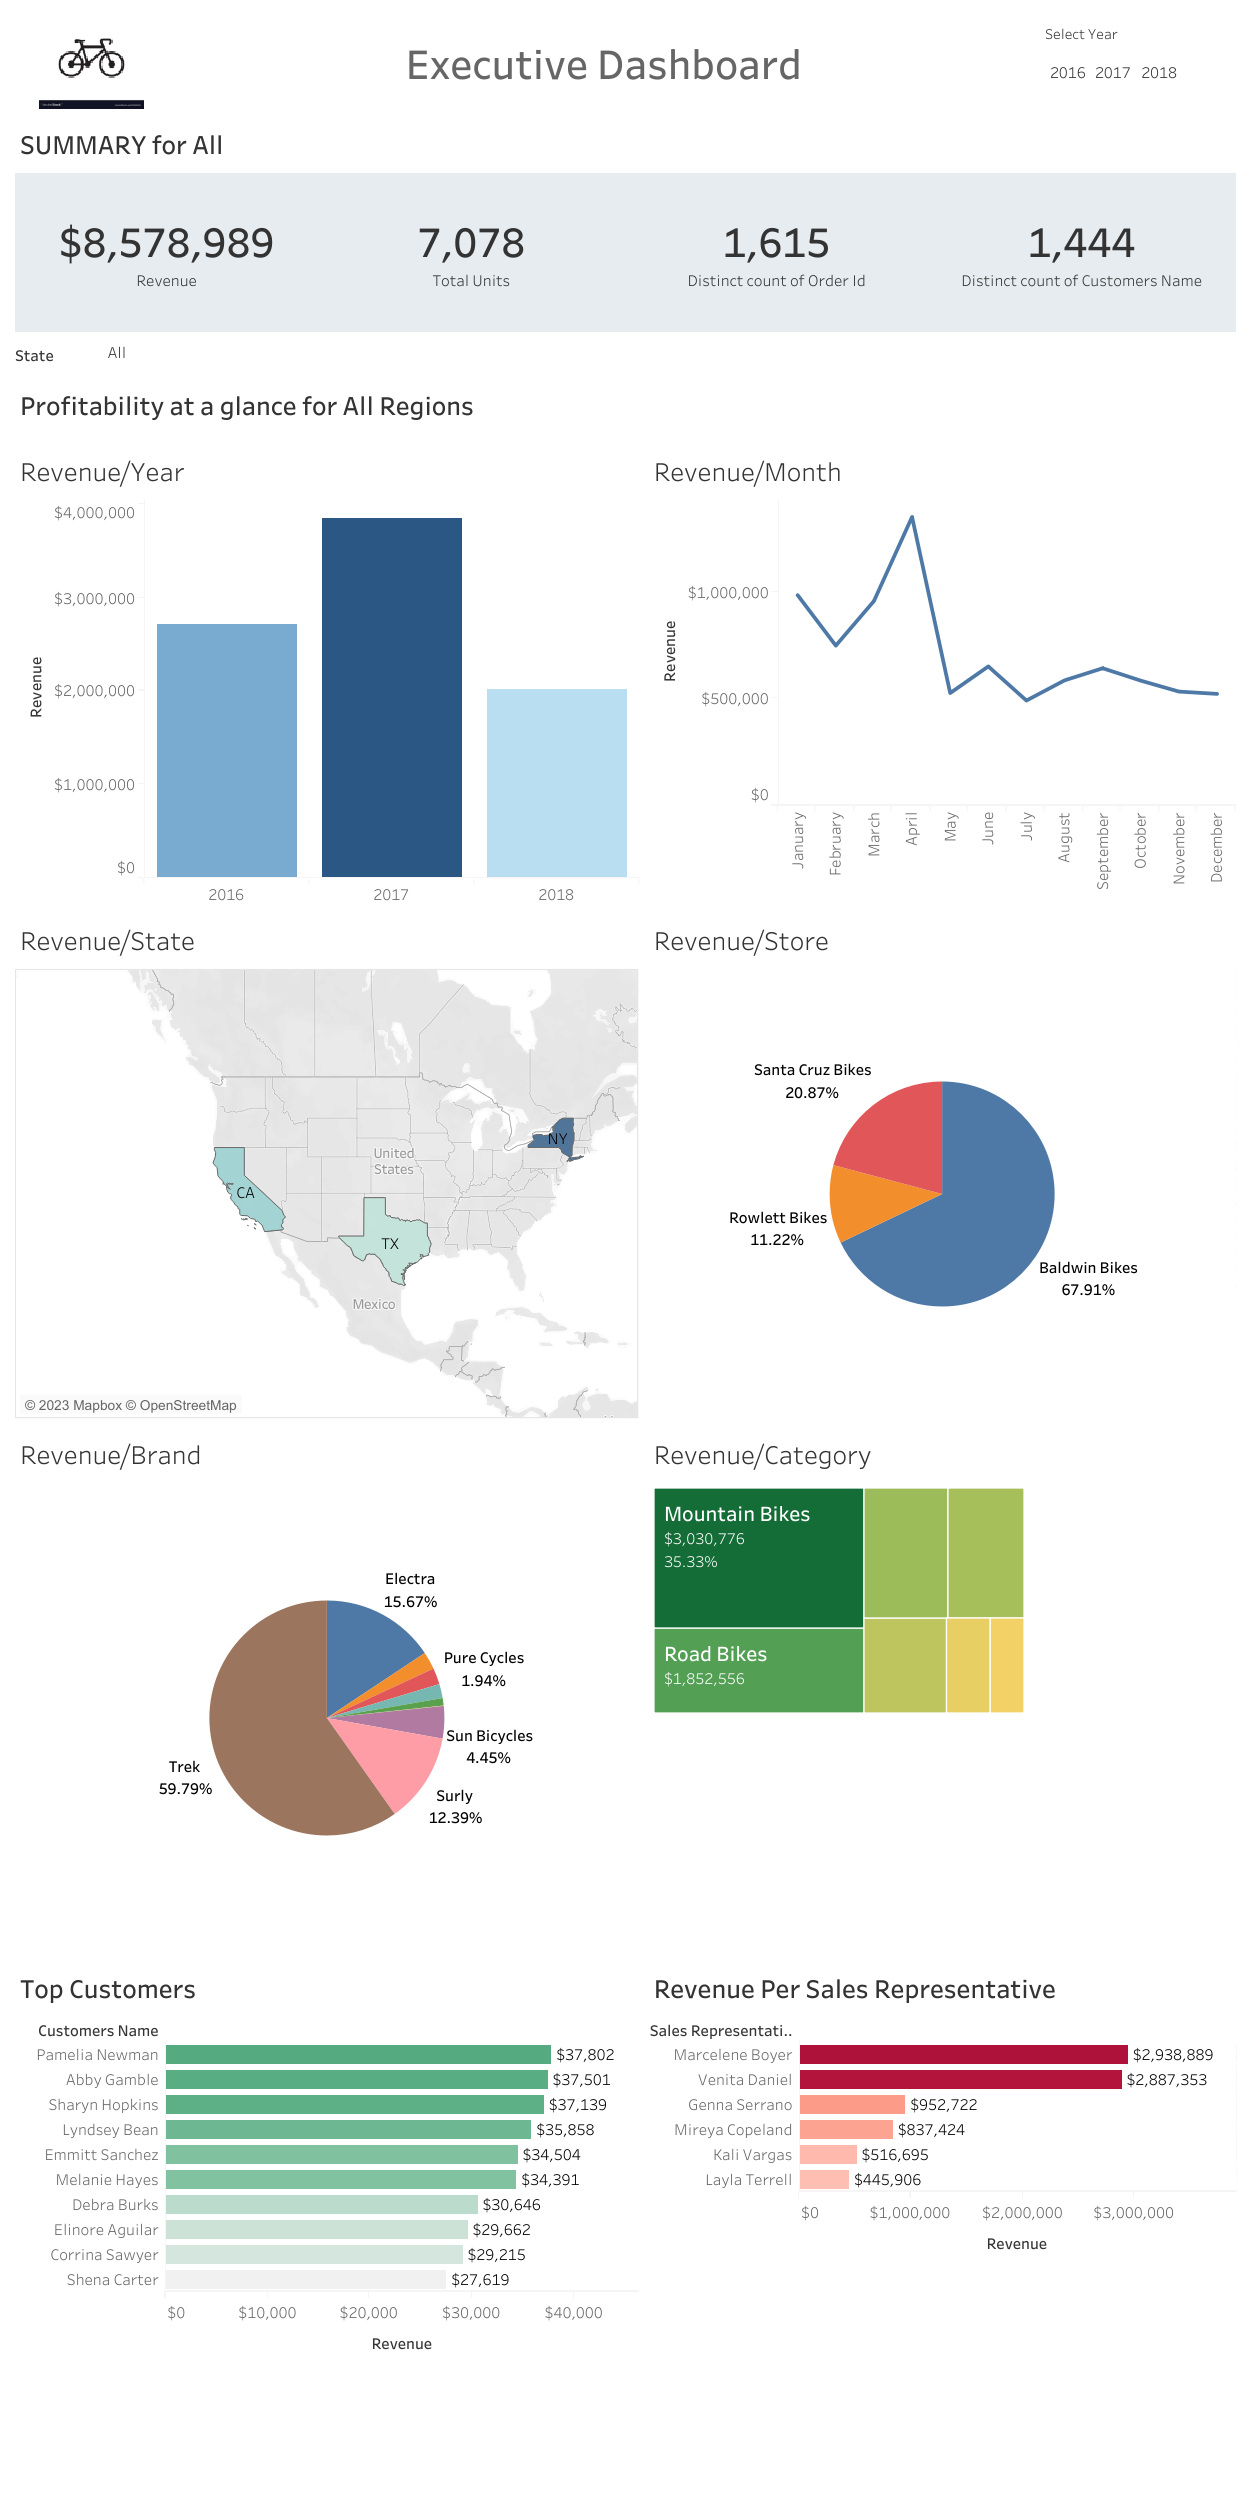 Executive Dashboard
Select Year
2016 2017 2018
SUMMARY for All
$8,578,989
Revenue
7,078
Total Units
1,615
Distinct count of Order Id
1,444
Distinct count of Customers Name
State
All
Profitability at a glance for All Regions
Revenue/Year
$4,000,000
$3,000,000
$2,000,000
$1,000,000
$0
Revenue
2016
2017
2018
Revenue/Month
$1,000,000
$500,000
$0
Revenue
January
February
March
April
May
June
July
August
September
October
November
December
Revenue/State
United
States
NY
CA
TX
Mexico
© 2023 Mapbox © OpenStreetMap
Revenue/Store
Santa Cruz Bikes
20.87%
Rowlett Bikes
11.22%
Baldwin Bikes
67.91%
Revenue/Brand
Electra
15.67%
Pure Cycles
1.94%
Sun Bicycles
4.45%
Surly
12.39%
Trek
59.79%
Revenue/Category
Mountain Bikes
$3,030,776
35.33%
Road Bikes
$1,852,556
Top Customers
Customers Name
Pamelia Newman $37,802
Abby Gamble $37,501
Sharyn Hopkins $37,139
Lyndsey Bean $35,858
Emmitt Sanchez $34,504
Melanie Hayes $34,391
Debra Burks $30,646
Elinore Aguilar $29,662
Corrina Sawyer $29,215
Shena Carter $27,619
$0 $10,000 $20,000 $30,000 $40,000
Revenue
Revenue Per Sales Representative
Sales Representati..
Marcelene Boyer $2,938,889
Venita Daniel $2,887,353
Genna Serrano $952,722
Mireya Copeland $837,424
Kali Vargas $516,695
Layla Terrell $445,906
$0 $1,000,000 $2,000,000 $3,000,000
Revenue